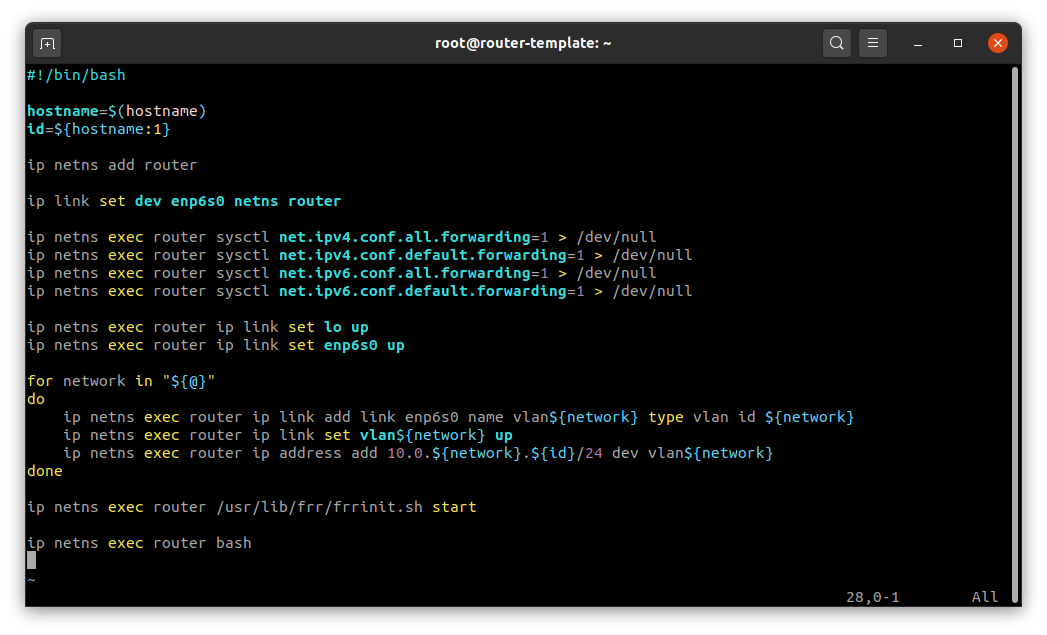 root@router-template: ~
#!/bin/bash

hostname=$(hostname)
id=${hostname:1}

ip netns add router

ip link set dev enp6s0 netns router

ip netns exec router sysctl net.ipv4.conf.all.forwarding=1 > /dev/null
ip netns exec router sysctl net.ipv4.conf.default.forwarding=1 > /dev/null
ip netns exec router sysctl net.ipv6.conf.all.forwarding=1 > /dev/null
ip netns exec router sysctl net.ipv6.conf.default.forwarding=1 > /dev/null

ip netns exec router ip link set lo up
ip netns exec router ip link set enp6s0 up

for network in "${@}"
do
    ip netns exec router ip link add link enp6s0 name vlan${network} type vlan id ${network}
    ip netns exec router ip link set vlan${network} up
    ip netns exec router ip address add 10.0.${network}.${id}/24 dev vlan${network}
done

ip netns exec router /usr/lib/frr/frrinit.sh start

ip netns exec router bash

~
28,0-1 All